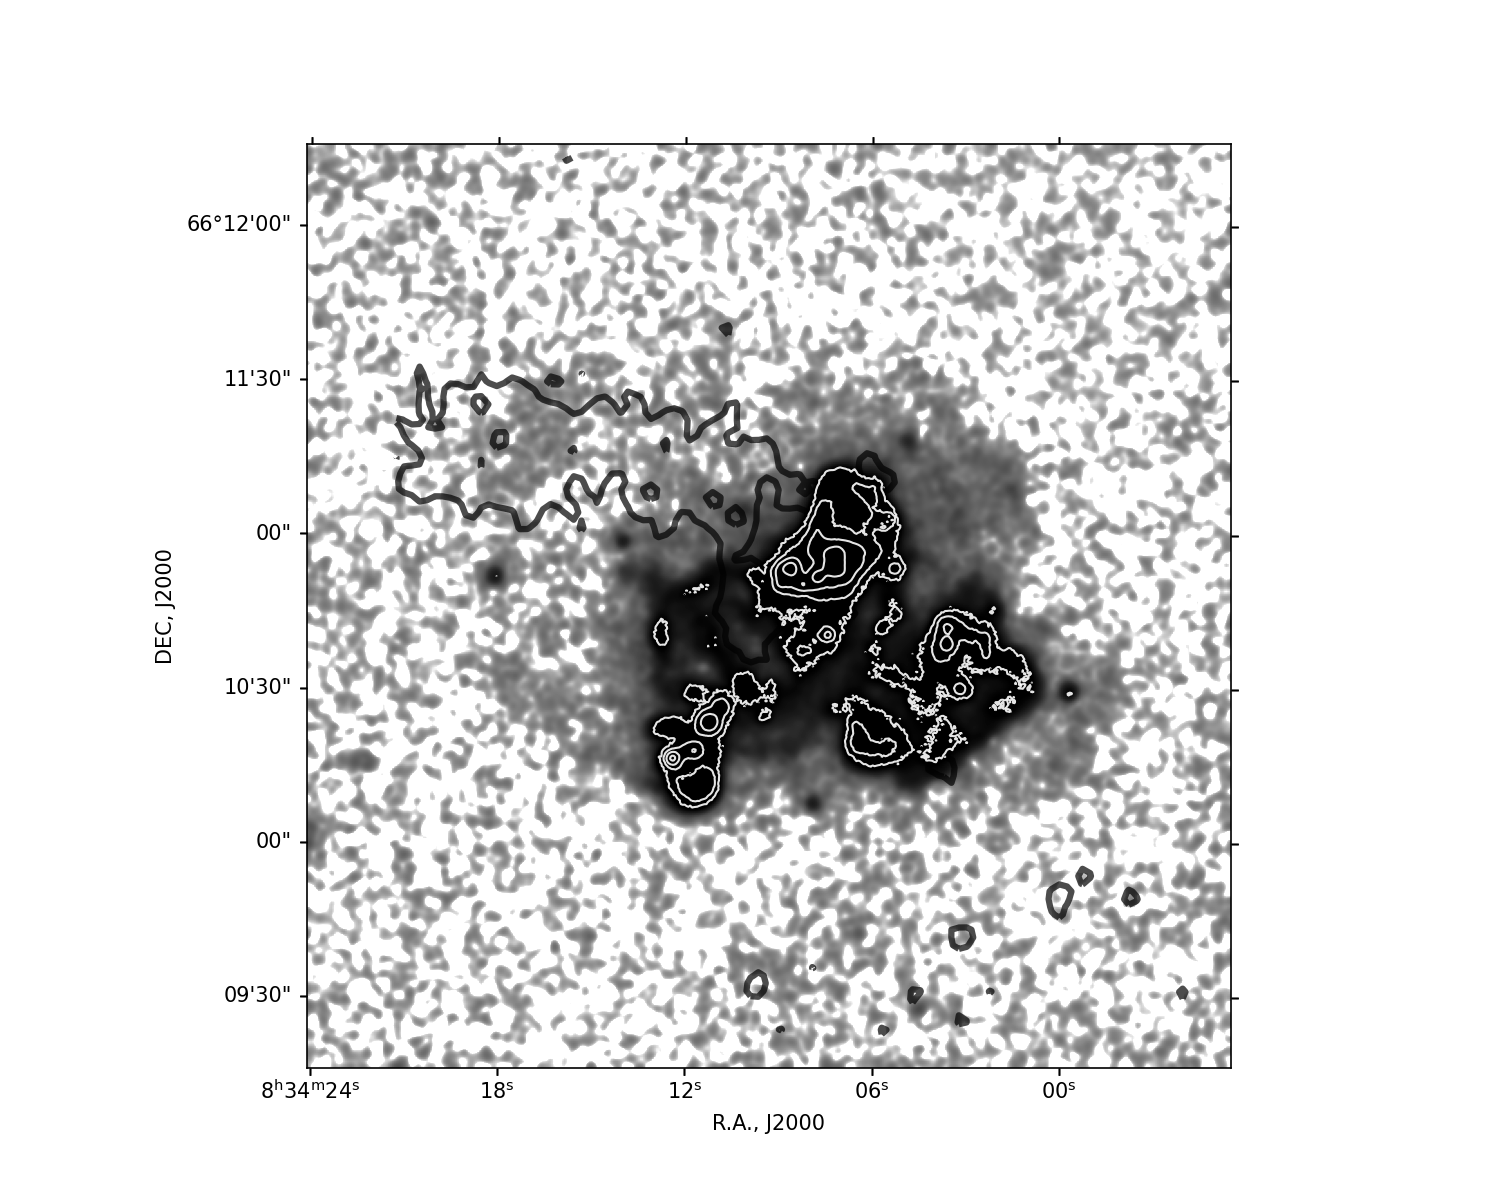 66°12'00"
11'30"
00"
10'30"
00"
09'30"
DEC, J2000
8ʰ34ᵐ24ˢ 18ˢ 12ˢ 06ˢ 00ˢ
R.A., J2000